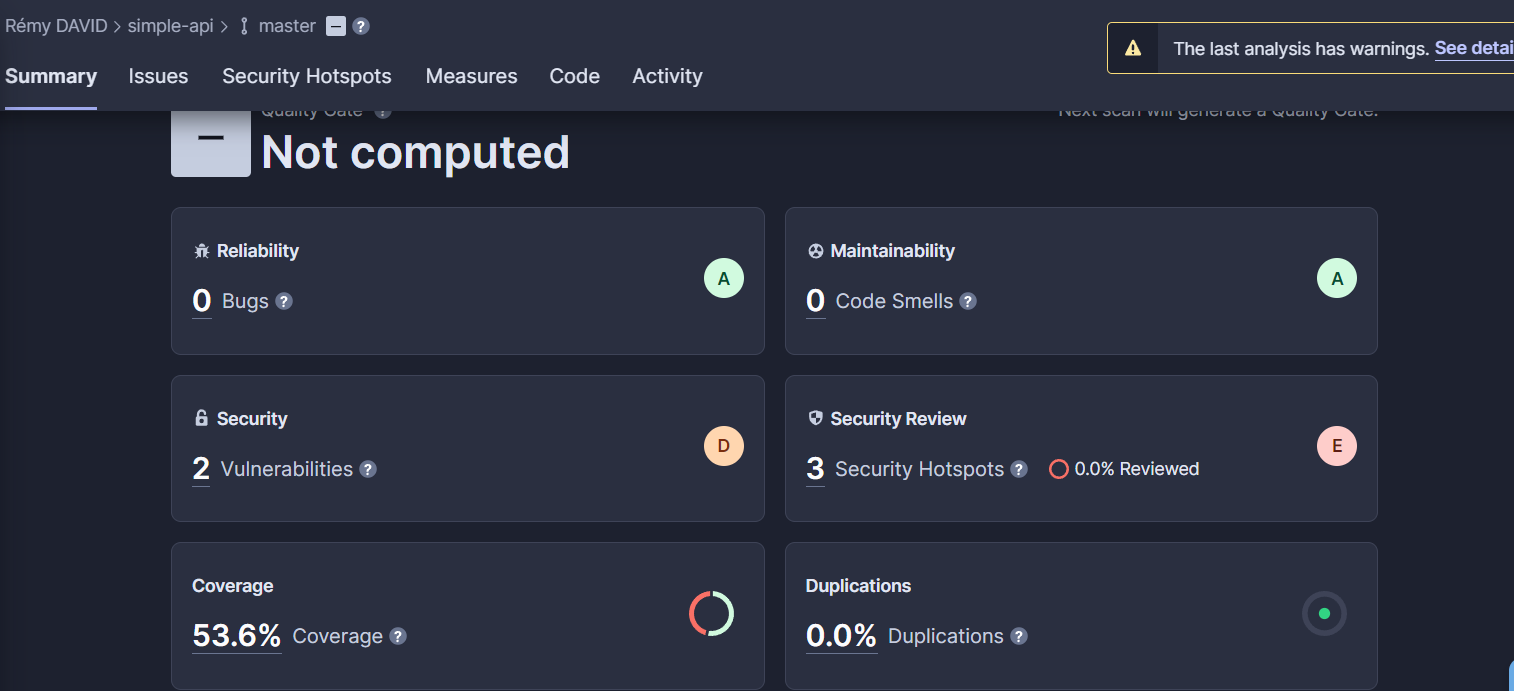 Rémy DAVID > simple-api > master
The last analysis has warnings. See detai
Summary Issues Security Hotspots Measures Code Activity
Quality Gate
Next scan will generate a Quality Gate.
Not computed
Reliability
A
0 Bugs
Maintainability
A
0 Code Smells
Security
D
2 Vulnerabilities
Security Review
E
3 Security Hotspots 0.0% Reviewed
Coverage
53.6% Coverage
Duplications
0.0% Duplications